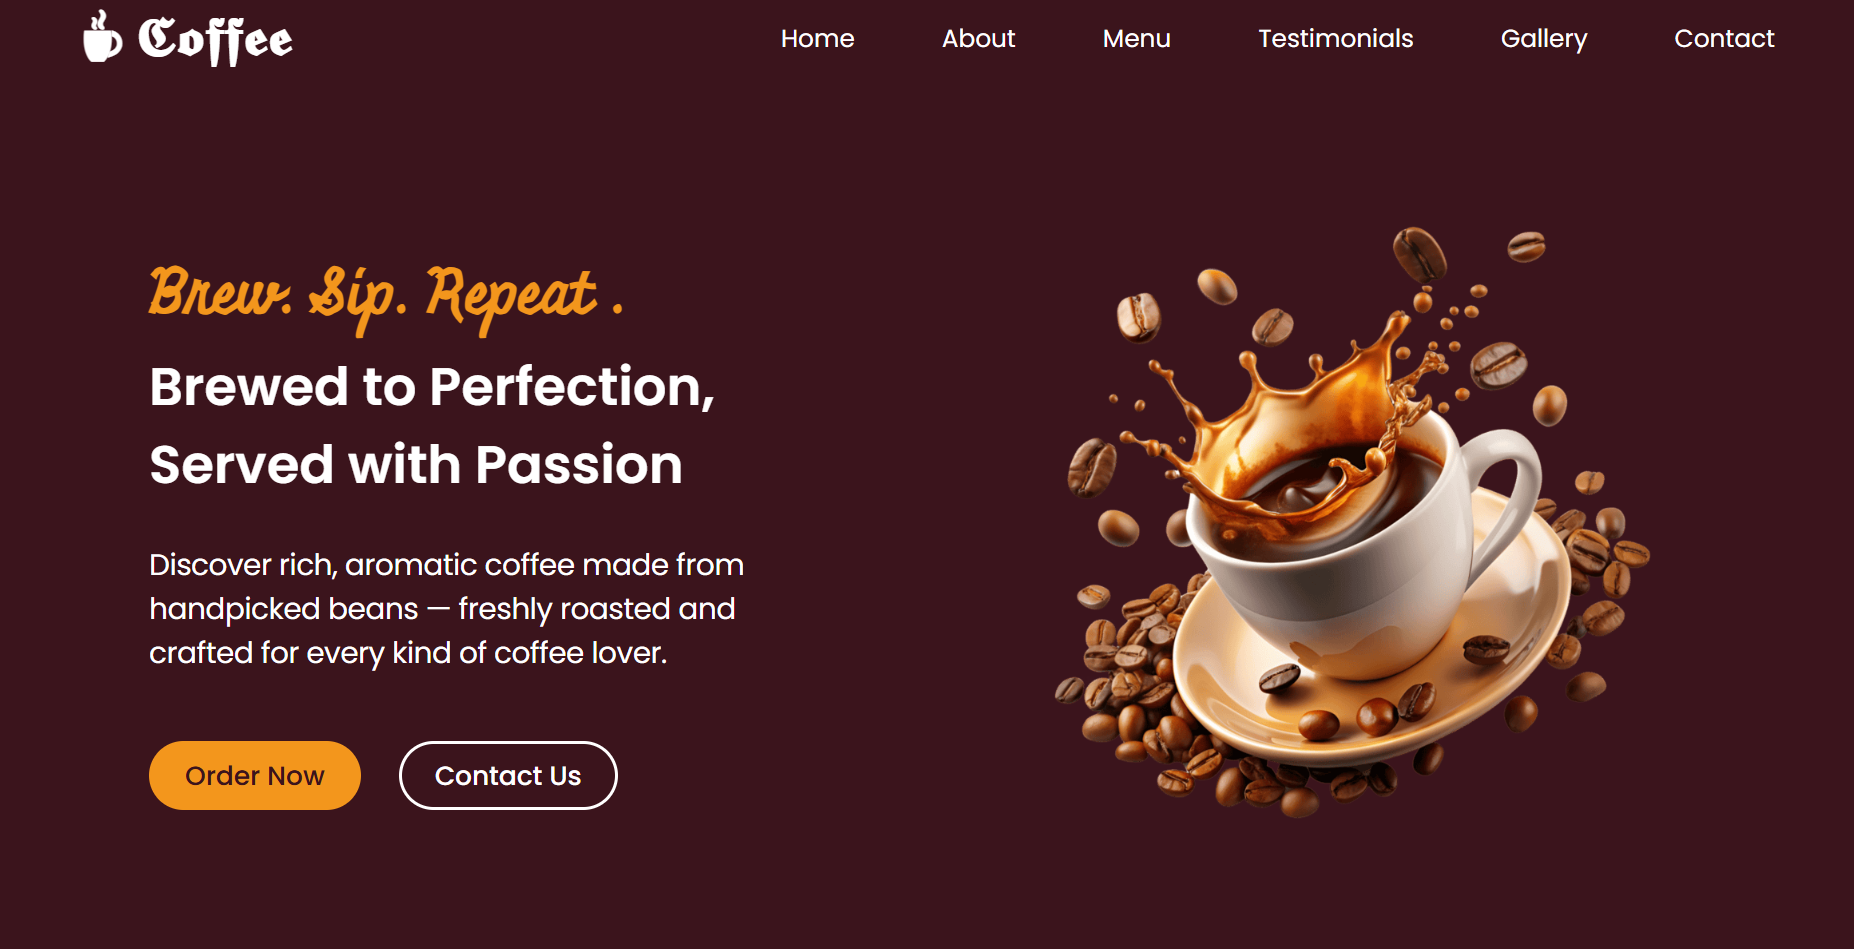 Coffee
Home About Menu Testimonials Gallery Contact
Brew. Sip. Repeat .
Brewed to Perfection,
Served with Passion
Discover rich, aromatic coffee made from
handpicked beans — freshly roasted and
crafted for every kind of coffee lover.
Order Now
Contact Us